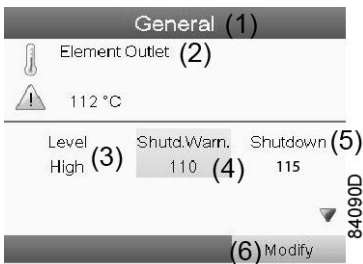 General (1)
Element Outlet (2)
112 °C
Level Shutd.Warn. Shutdown (5)
High (3) 110 (4) 115
84090D
(6) Modify